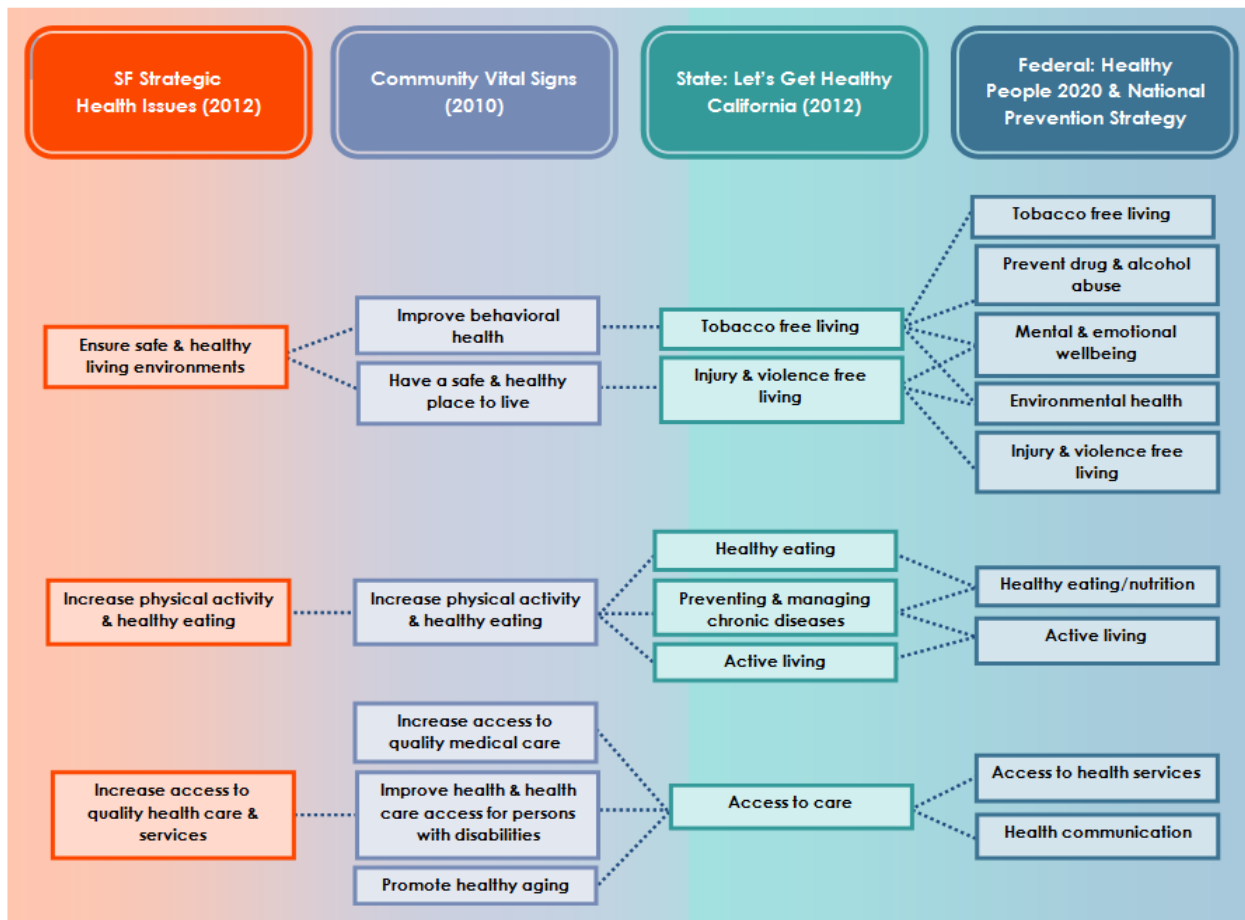 SF Strategic
Health Issues (2012)
Community Vital Signs
(2010)
State: Let's Get Healthy
California (2012)
Federal: Healthy
People 2020 & National
Prevention Strategy
Ensure safe & healthy
living environments
Improve behavioral
health
Have a safe & healthy
place to live
Tobacco free living
Injury & violence free
living
Tobacco free living
Prevent drug & alcohol
abuse
Mental & emotional
wellbeing
Environmental health
Injury & violence free
living
Increase physical activity
& healthy eating
Increase physical activity
& healthy eating
Healthy eating
Preventing & managing
chronic diseases
Active living
Healthy eating/nutrition
Active living
Increase access to
quality health care &
services
Increase access to
quality medical care
Improve health & health
care access for persons
with disabilities
Promote healthy aging
Access to care
Access to health services
Health communication